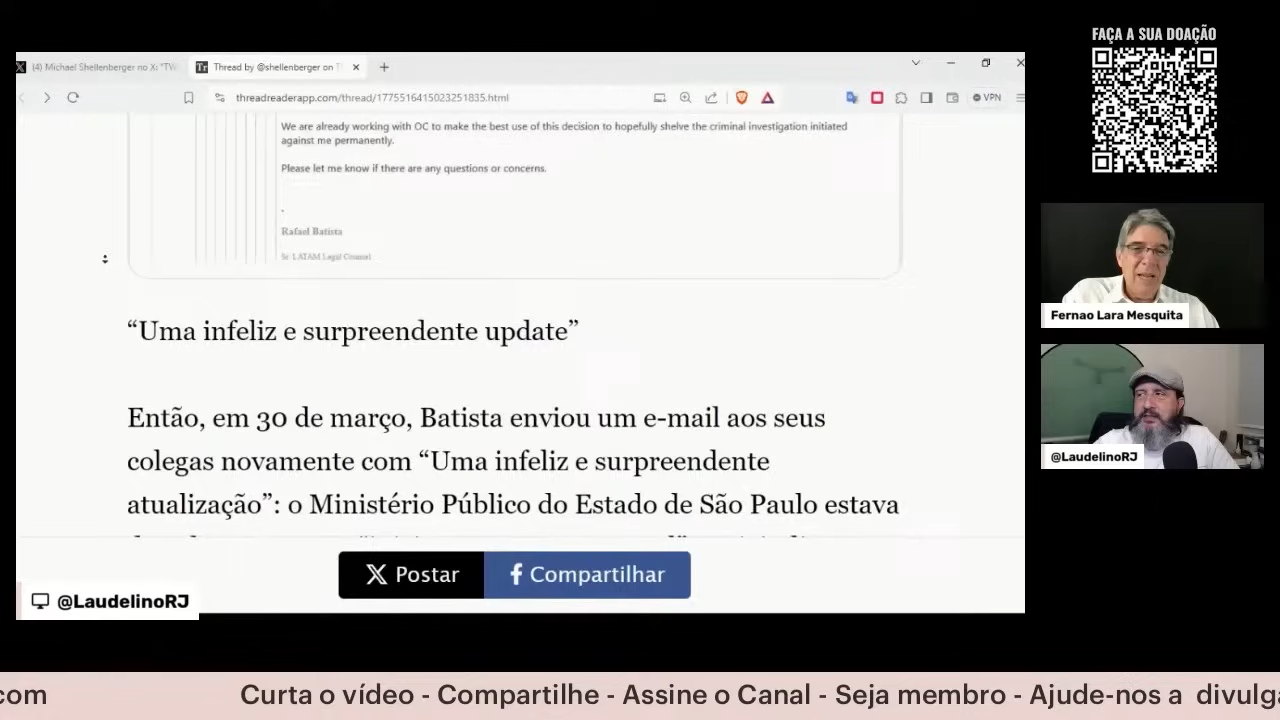 FAÇA A SUA DOAÇÃO
(4) Michael Shellenberger no X: "TW
Thread by @shellenberger on T
threadreaderapp.com/thread/1775516415023251835.html
VPN
We are already working with OC to make the best use of this decision to hopefully shelve the criminal investigation initiated
against me permanently.
Please let me know if there are any questions or concerns.
Rafael Batista
Sr. LATAM Legal Counsel
“Uma infeliz e surpreendente update”
Então, em 30 de março, Batista enviou um e-mail aos seus
colegas novamente com “Uma infeliz e surpreendente
atualização”: o Ministério Público do Estado de São Paulo estava
Postar
Compartilhar
@LaudelinoRJ
Fernao Lara Mesquita
@LaudelinoRJ
com Curta o vídeo - Compartilhe - Assine o Canal - Seja membro - Ajude-nos a divulga